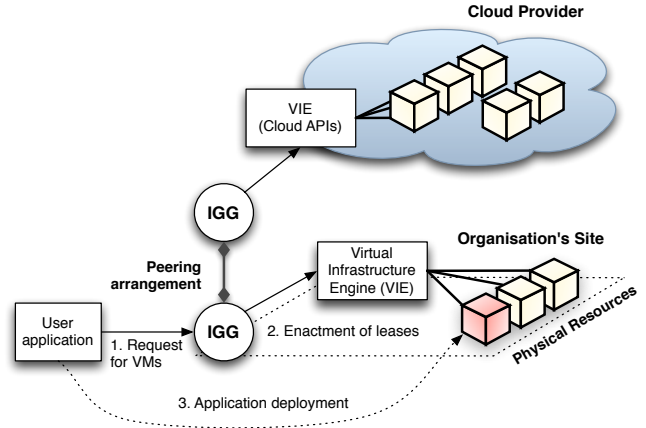 Cloud Provider
VIE
(Cloud APIs)
IGG
Peering
arrangement
Organisation's Site
Virtual
Infrastructure
Engine (VIE)
User
application
1. Request
for VMs
IGG
2. Enactment of leases
Physical Resources
3. Application deployment